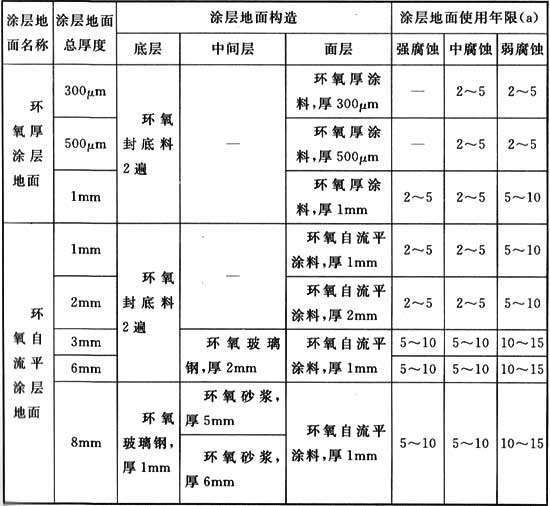 涂层地面名称 涂层地面总厚度 涂层地面构造 涂层地面使用年限(a)
底层 中间层 面层 强腐蚀 中腐蚀 弱腐蚀
环氧厚涂层地面 300μm 环氧封底料2遍 — 环氧厚涂料,厚300μm — 2～5 2～5
500μm 环氧厚涂料,厚500μm — 2～5 2～5
1mm 环氧厚涂料,厚1mm 2～5 2～5 5～10
环氧自流平涂层地面 1mm 环氧封底料2遍 — 环氧自流平涂料,厚1mm 2～5 2～5 5～10
2mm 环氧自流平涂料,厚2mm 2～5 2～5 5～10
3mm 环氧玻璃钢,厚2mm 环氧自流平涂料,厚1mm 5～10 5～10 10～15
6mm 5～10 5～10 10～15
8mm 环氧玻璃钢,厚1mm 环氧砂浆,厚5mm 环氧自流平涂料,厚1mm 5～10 5～10 10～15
环氧砂浆,厚6mm